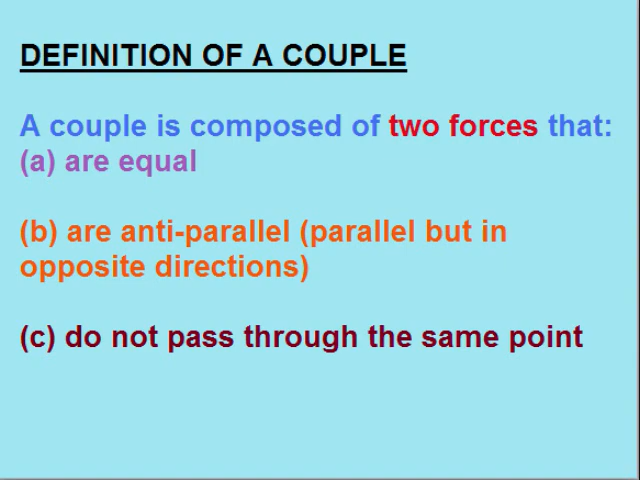 DEFINITION OF A COUPLE
A couple is composed of two forces that:
(a) are equal
(b) are anti-parallel (parallel but in
opposite directions)
(c) do not pass through the same point